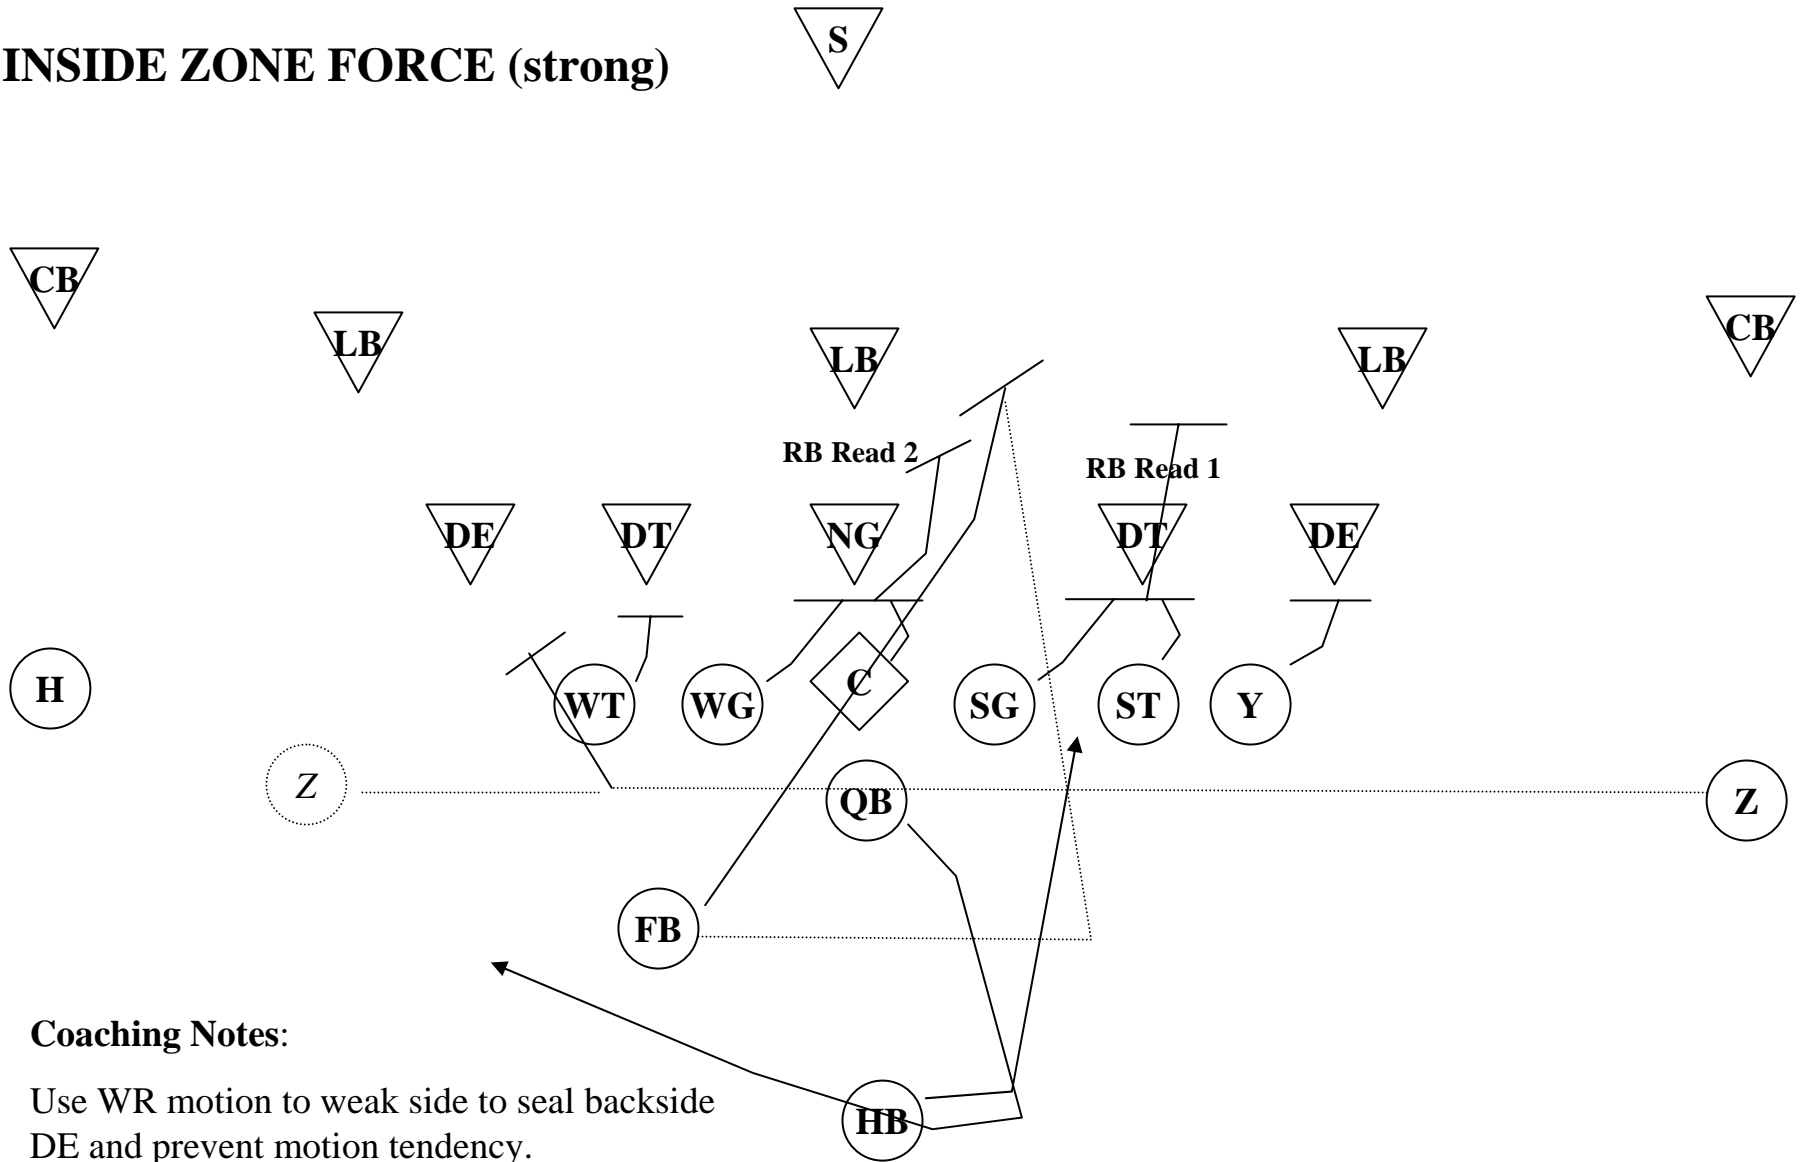 S
INSIDE ZONE FORCE (strong)
CB
LB
LB
LB
CB
RB Read 2
RB Read 1
DE
DT
NG
DT
DE
H
WT
WG
C
SG
ST
Y
Z
QB
Z
FB
Coaching Notes:
Use WR motion to weak side to seal backside
DE and prevent motion tendency.
HB